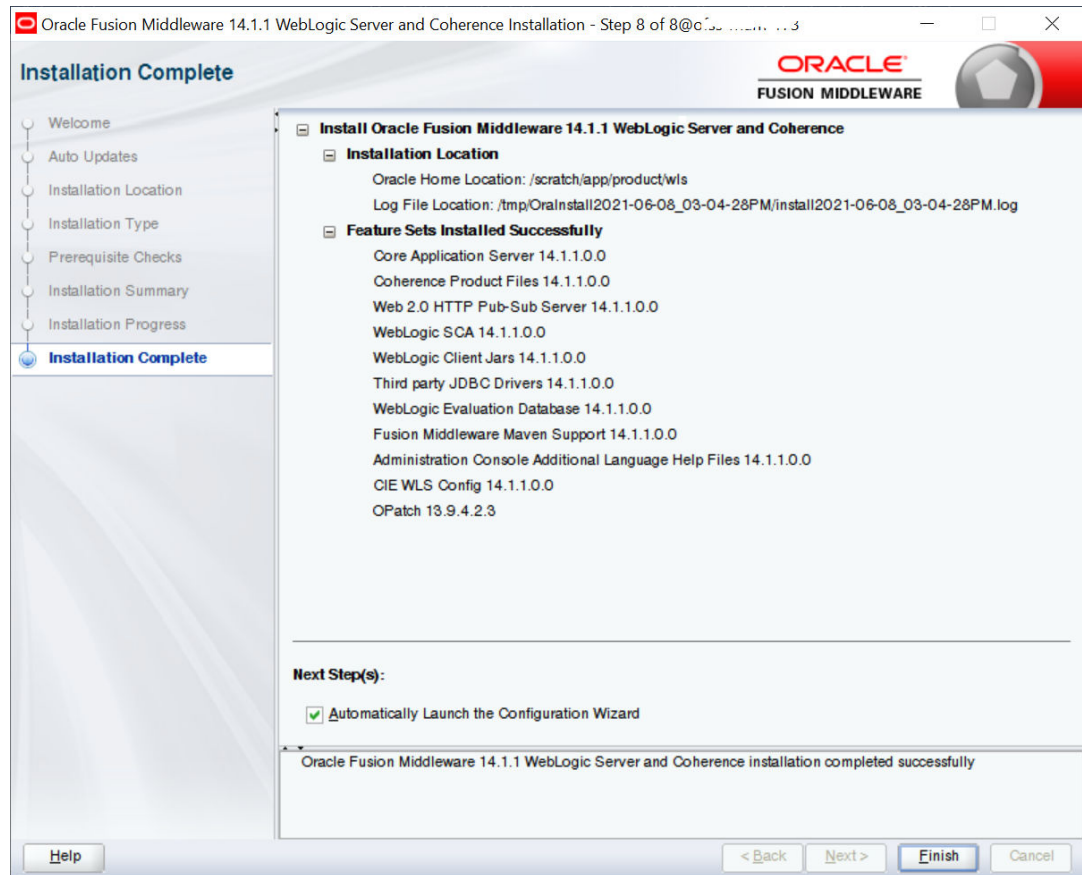 Oracle Fusion Middleware 14.1.1 WebLogic Server and Coherence Installation - Step 8 of 8
Installation Complete
ORACLE
FUSION MIDDLEWARE
Welcome
Auto Updates
Installation Location
Installation Type
Prerequisite Checks
Installation Summary
Installation Progress
Installation Complete
Install Oracle Fusion Middleware 14.1.1 WebLogic Server and Coherence
Installation Location
Oracle Home Location: /scratch/app/product/wls
Log File Location: /tmp/OraInstall2021-06-08_03-04-28PM/install2021-06-08_03-04-28PM.log
Feature Sets Installed Successfully
Core Application Server 14.1.1.0.0
Coherence Product Files 14.1.1.0.0
Web 2.0 HTTP Pub-Sub Server 14.1.1.0.0
WebLogic SCA 14.1.1.0.0
WebLogic Client Jars 14.1.1.0.0
Third party JDBC Drivers 14.1.1.0.0
WebLogic Evaluation Database 14.1.1.0.0
Fusion Middleware Maven Support 14.1.1.0.0
Administration Console Additional Language Help Files 14.1.1.0.0
CIE WLS Config 14.1.1.0.0
OPatch 13.9.4.2.3
Next Step(s):
Automatically Launch the Configuration Wizard
Oracle Fusion Middleware 14.1.1 WebLogic Server and Coherence installation completed successfully
Help
< Back
Next >
Finish
Cancel